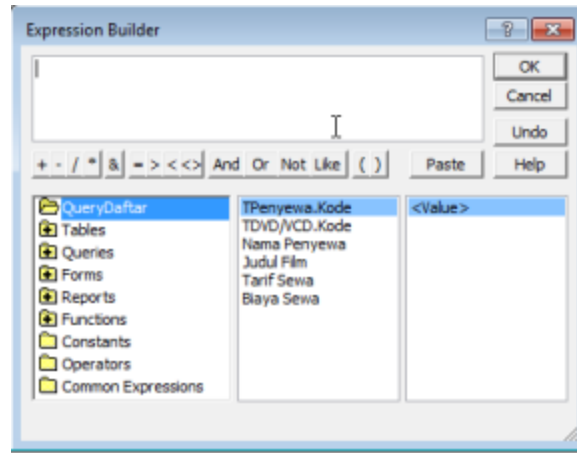 Expression Builder
OK
Cancel
Undo
+ - / * & = > < <> And Or Not Like ( ) Paste Help
QueryDaftar
Tables
Queries
Forms
Reports
Functions
Constants
Operators
Common Expressions
TPenyewa.Kode
TDVD/VCD.Kode
Nama Penyewa
Judul Film
Tarif Sewa
Biaya Sewa
<Value>